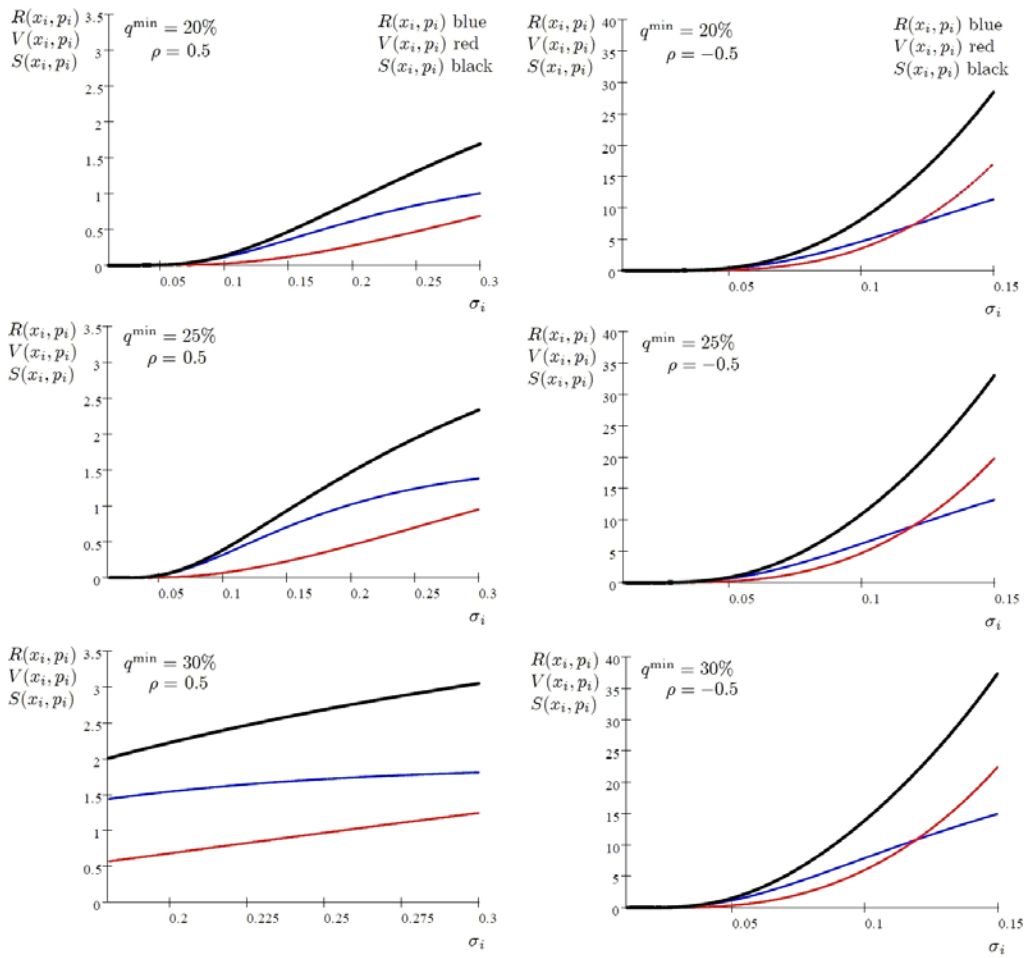 R(x_i, p_i)
V(x_i, p_i)
S(x_i, p_i)
3.5
3
2.5
2
1.5
1
0.5
0
q^min = 20%
ρ = 0.5
R(x_i, p_i) blue
V(x_i, p_i) red
S(x_i, p_i) black
0.05 0.1 0.15 0.2 0.25 0.3
σ_i
R(x_i, p_i)
V(x_i, p_i)
S(x_i, p_i)
40
35
30
25
20
15
10
5
0
q^min = 20%
ρ = −0.5
R(x_i, p_i) blue
V(x_i, p_i) red
S(x_i, p_i) black
0.05 0.1 0.15
σ_i
R(x_i, p_i)
V(x_i, p_i)
S(x_i, p_i)
3.5
3
2.5
2
1.5
1
0.5
0
q^min = 25%
ρ = 0.5
0.05 0.1 0.15 0.2 0.25 0.3
σ_i
R(x_i, p_i)
V(x_i, p_i)
S(x_i, p_i)
40
35
30
25
20
15
10
5
0
q^min = 25%
ρ = −0.5
0.05 0.1 0.15
σ_i
R(x_i, p_i)
V(x_i, p_i)
S(x_i, p_i)
3.5
3
2.5
2
1.5
1
0.5
0
q^min = 30%
ρ = 0.5
0.2 0.225 0.25 0.275 0.3
σ_i
R(x_i, p_i)
V(x_i, p_i)
S(x_i, p_i)
40
35
30
25
20
15
10
5
0
q^min = 30%
ρ = −0.5
0.05 0.1 0.15
σ_i